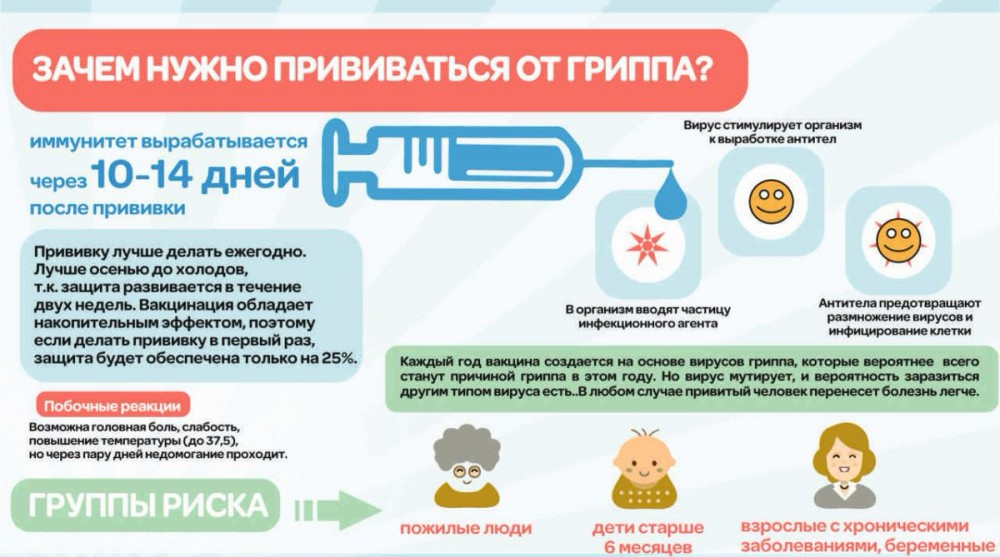 ЗАЧЕМ НУЖНО ПРИВИВАТЬСЯ ОТ ГРИППА?
иммунитет вырабатывается
через 10-14 дней
после прививки
Вирус стимулирует организм
к выработке антител
В организм вводят частицу
инфекционного агента
Антитела предотвращают
размножение вирусов и
инфицирование клетки
Прививку лучше делать ежегодно.
Лучше осенью до холодов,
т.к. защита развивается в течение
двух недель. Вакцинация обладает
накопительным эффектом, поэтому
если делать прививку в первый раз,
защита будет обеспечена только на 25%.
Каждый год вакцина создается на основе вирусов гриппа, которые вероятнее всего
станут причиной гриппа в этом году. Но вирус мутирует, и вероятность заразиться
другим типом вируса есть..В любом случае привитый человек перенесет болезнь легче.
Побочные реакции
Возможна головная боль, слабость,
повышение температуры (до 37,5),
но через пару дней недомогание проходит.
ГРУППЫ РИСКА
пожилые люди
дети старше
6 месяцев
взрослые с хроническими
заболеваниями, беременные